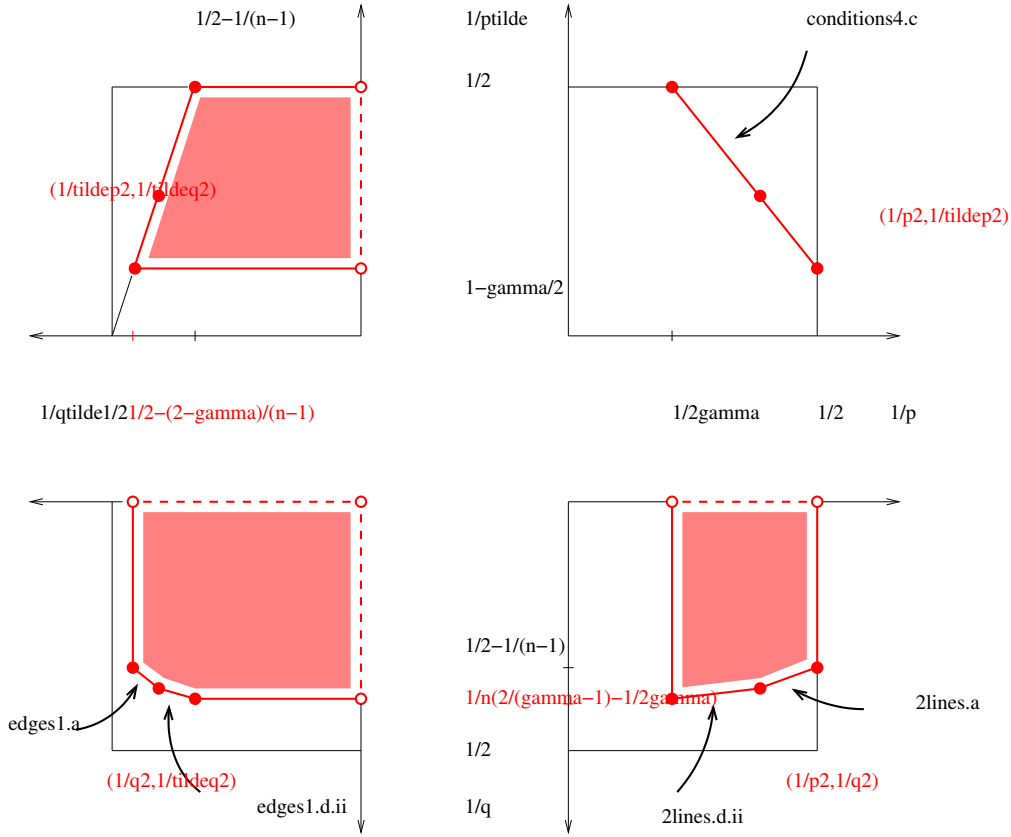 1/2−1/(n−1)
1/ptilde
conditions4.c
1/2
(1/tildep2,1/tildeq2)
(1/p2,1/tildep2)
1−gamma/2
1/qtilde1/21/2−(2−gamma)/(n−1)
1/2gamma
1/2
1/p
1/2−1/(n−1)
1/n(2/(gamma−1)−1/2gamma)
2lines.a
edges1.a
1/2
(1/q2,1/tildeq2)
(1/p2,1/q2)
edges1.d.ii
1/q
2lines.d.ii